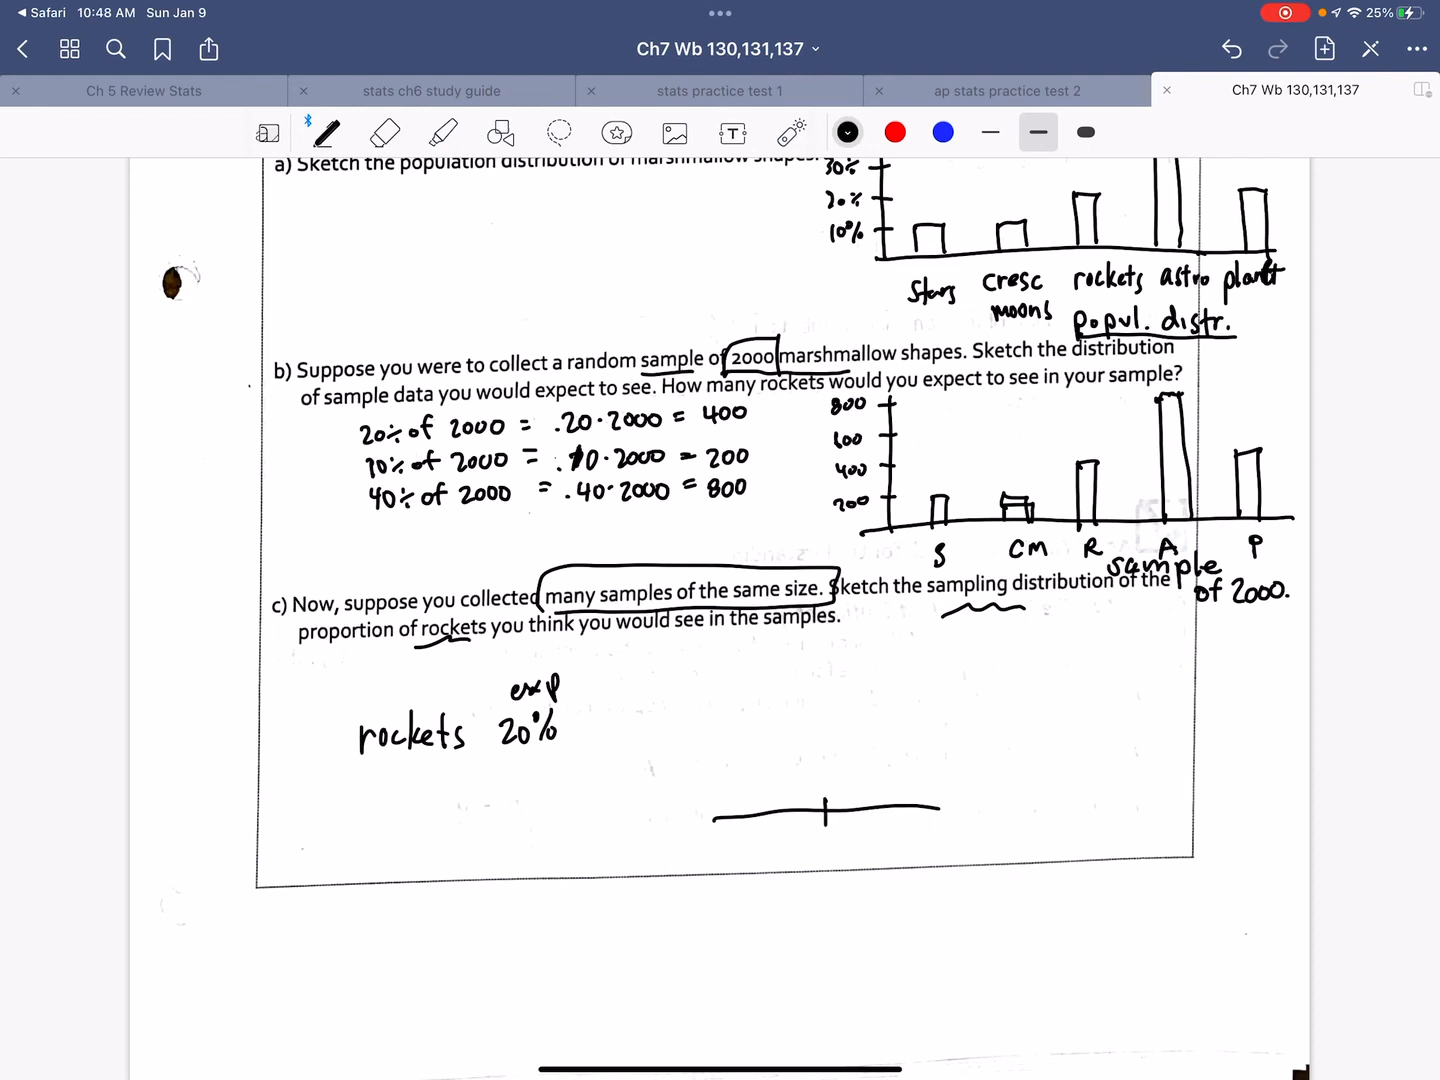 Safari 10:48 AM Sun Jan 9
25%
Ch7 Wb 130,131,137
Ch 5 Review Stats
stats ch6 study guide
stats practice test 1
ap stats practice test 2
Ch7 Wb 130,131,137
a) Sketch the population distribution of marshmallow shapes.
30%
20%
10%
Stars cresc moons rockets astro planet
popul. distr.
b) Suppose you were to collect a random sample of 2000 marshmallow shapes. Sketch the distribution
of sample data you would expect to see. How many rockets would you expect to see in your sample?
20% of 2000 = .20·2000 = 400
10% of 2000 = .10·2000 = 200
40% of 2000 = .40·2000 = 800
800
600
400
200
S CM R A P
sample
of 2000.
c) Now, suppose you collected many samples of the same size. Sketch the sampling distribution of the
proportion of rockets you think you would see in the samples.
exp
rockets 20%